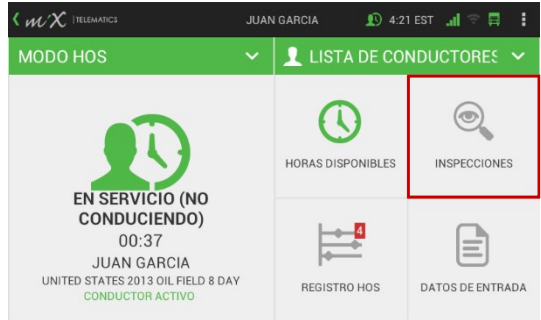 miX TELEMATICS JUAN GARCIA 4:21 EST
MODO HOS
LISTA DE CONDUCTORES
EN SERVICIO (NO
CONDUCIENDO)
00:37
JUAN GARCIA
UNITED STATES 2013 OIL FIELD 8 DAY
CONDUCTOR ACTIVO
HORAS DISPONIBLES
INSPECCIONES
4
REGISTRO HOS
DATOS DE ENTRADA